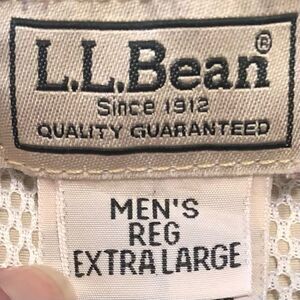 L.L.Bean®
Since 1912
QUALITY GUARANTEED
MEN'S
REG
EXTRA LARGE